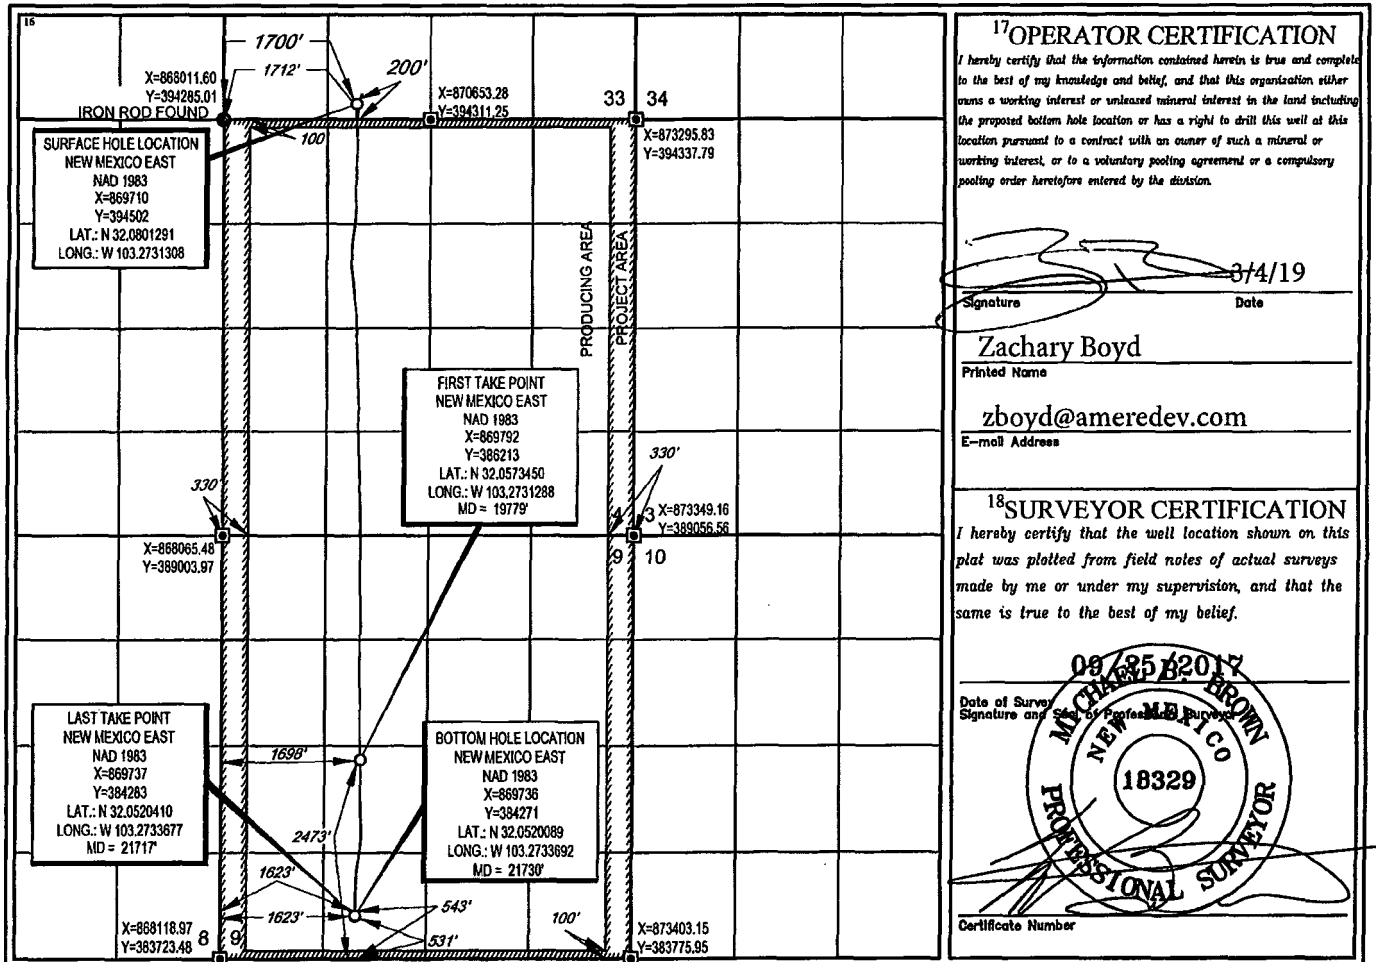 16
1700'
1712'
200'
X=868011.60
Y=394285.01
IRON ROD FOUND
X=870653.28
Y=394311.25
33 34
X=873295.83
Y=394337.79
100
SURFACE HOLE LOCATION
NEW MEXICO EAST
NAD 1983
X=869710
Y=394502
LAT.: N 32.0801291
LONG.: W 103.2731308
PRODUCING AREA
PROJECT AREA
FIRST TAKE POINT
NEW MEXICO EAST
NAD 1983
X=869792
Y=386213
LAT.: N 32.0573450
LONG.: W 103.2731288
MD = 19779'
330'
330'
4 3
X=873349.16
Y=389056.56
9 10
X=868065.48
Y=389003.97
LAST TAKE POINT
NEW MEXICO EAST
NAD 1983
X=869737
Y=384283
LAT.: N 32.0520410
LONG.: W 103.2733677
MD = 21717'
1698'
BOTTOM HOLE LOCATION
NEW MEXICO EAST
NAD 1983
X=869736
Y=384271
LAT.: N 32.0520089
LONG.: W 103.2733692
MD = 21730'
2473'
1623'
1623'
543'
531'
100'
X=868118.97
Y=383723.48
8 9
X=873403.15
Y=383775.95
17 OPERATOR CERTIFICATION
I hereby certify that the information contained herein is true and complete
to the best of my knowledge and belief, and that this organization either
owns a working interest or unleased mineral interest in the land including
the proposed bottom hole location or has a right to drill this well at this
location pursuant to a contract with an owner of such a mineral or
working interest, or to a voluntary pooling agreement or a compulsory
pooling order heretofore entered by the division.
3/4/19
Signature Date
Zachary Boyd
Printed Name
zboyd@ameredev.com
E-mail Address
18 SURVEYOR CERTIFICATION
I hereby certify that the well location shown on this
plat was plotted from field notes of actual surveys
made by me or under my supervision, and that the
same is true to the best of my belief.
09/25/2017
Date of Survey
Signature and Seal of Professional Surveyor
MICHAEL B. BROWN
NEW MEXICO
18329
PROFESSIONAL SURVEYOR
Certificate Number